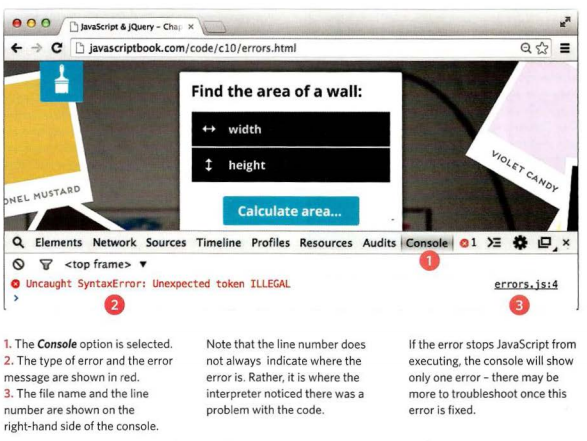 JavaScript & jQuery – Chap
javascriptbook.com/code/c10/errors.html
Find the area of a wall:
width
height
Calculate area...
ONEL MUSTARD
VIOLET CANDY
Elements Network Sources Timeline Profiles Resources Audits Console 1
<top frame>
Uncaught SyntaxError: Unexpected token ILLEGAL errors.js:4
1
2
3
1. The Console option is selected.
2. The type of error and the error
message are shown in red.
3. The file name and the line
number are shown on the
right-hand side of the console.
Note that the line number does
not always indicate where the
error is. Rather, it is where the
interpreter noticed there was a
problem with the code.
If the error stops JavaScript from
executing, the console will show
only one error – there may be
more to troubleshoot once this
error is fixed.